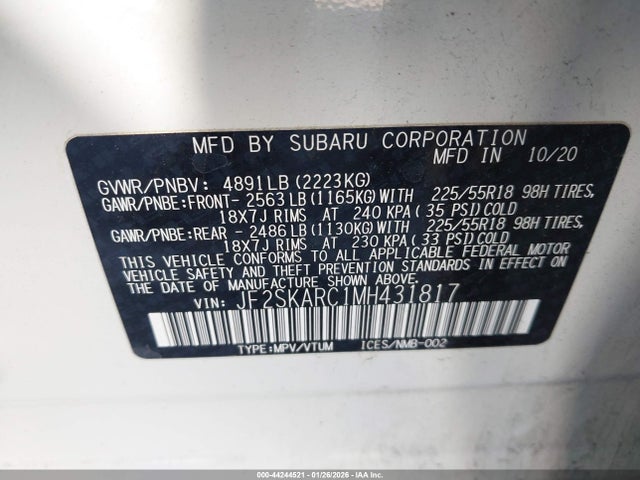 MFD BY SUBARU CORPORATION
MFD IN 10/20
GVWR/PNBV: 4891LB (2223KG)
GAWR/PNBE:FRONT- 2563LB (1165KG) WITH 225/55R18 98H TIRES,
18X7J RIMS AT 240 KPA (35 PSI) COLD
GAWR/PNBE:REAR - 2486LB (1130KG) WITH 225/55R18 98H TIRES,
18X7J RIMS AT 230 KPA (33 PSI) COLD
THIS VEHICLE CONFORMS TO ALL APPLICABLE FEDERAL MOTOR
VEHICLE SAFETY AND THEFT PREVENTION STANDARDS IN EFFECT ON
THE DATE OF MANUFACTURE SHOWN ABOVE.
VIN: JF2SKARC1MH431817
TYPE:MPV/VTUM ICES/NMB-002
000-44244521 - 01/26/2026 - IAA Inc.